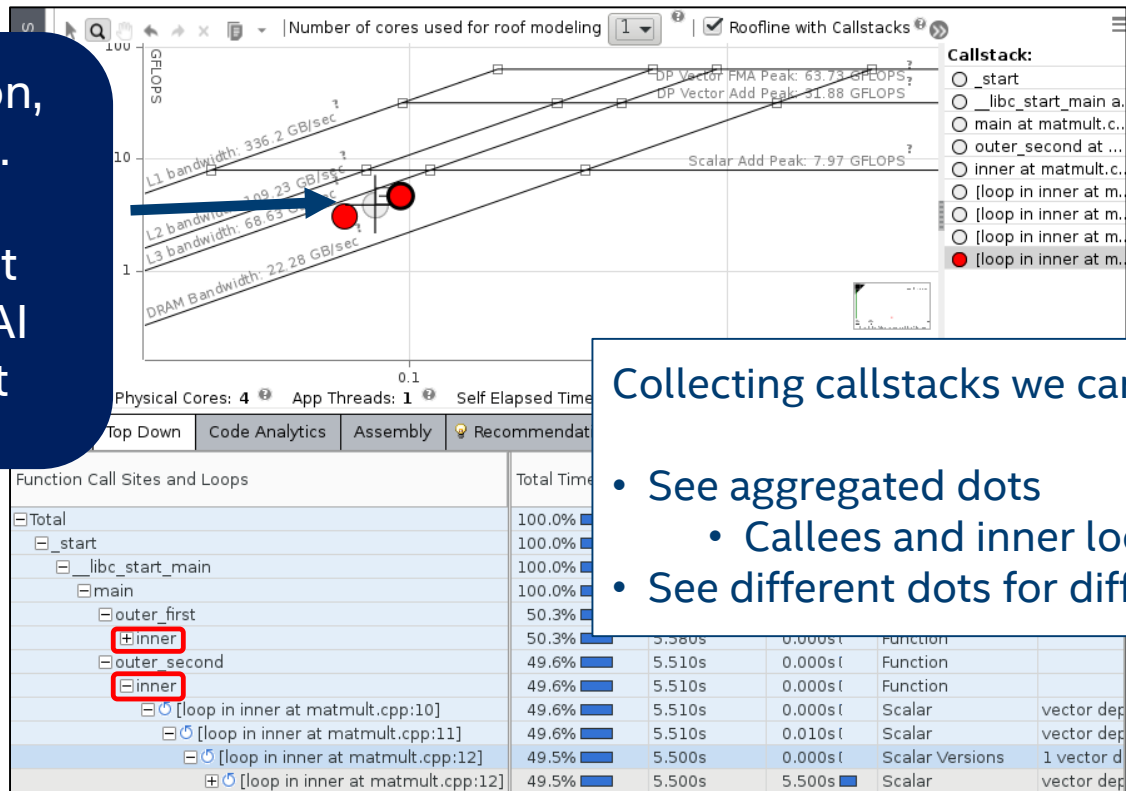 Number of cores used for roof modeling 1 Roofline with Callstacks
on,
.
t
AI
t
100
GFLOPS
10
1
0.1
DP Vector FMA Peak: 63.73 GFLOPS
DP Vector Add Peak: 31.88 GFLOPS
Scalar Add Peak: 7.97 GFLOPS
L1 bandwidth: 336.2 GB/sec
L2 bandwidth: 109.23 GB/sec
L3 bandwidth: 68.63 GB/sec
DRAM Bandwidth: 22.28 GB/sec
Callstack:
_start
__libc_start_main a..
main at matmult.c..
outer_second at ...
inner at matmult.c..
[loop in inner at m..
[loop in inner at m..
[loop in inner at m..
[loop in inner at m..
Physical Cores: 4 App Threads: 1 Self Elapsed Time
Top Down Code Analytics Assembly Recommendat
Collecting callstacks we can
• See aggregated dots
• Callees and inner loo
• See different dots for diff
Function Call Sites and Loops Total Time
Total 100.0%
_start 100.0%
__libc_start_main 100.0%
main 100.0%
outer_first 50.3%
inner 50.3% 5.580s 0.000s Function
outer_second 49.6% 5.510s 0.000s Function
inner 49.6% 5.510s 0.000s Function
[loop in inner at matmult.cpp:10] 49.6% 5.510s 0.000s Scalar vector dep
[loop in inner at matmult.cpp:11] 49.6% 5.510s 0.010s Scalar vector dep
[loop in inner at matmult.cpp:12] 49.5% 5.500s 0.000s Scalar Versions 1 vector d
[loop in inner at matmult.cpp:12] 49.5% 5.500s 5.500s Scalar vector dep